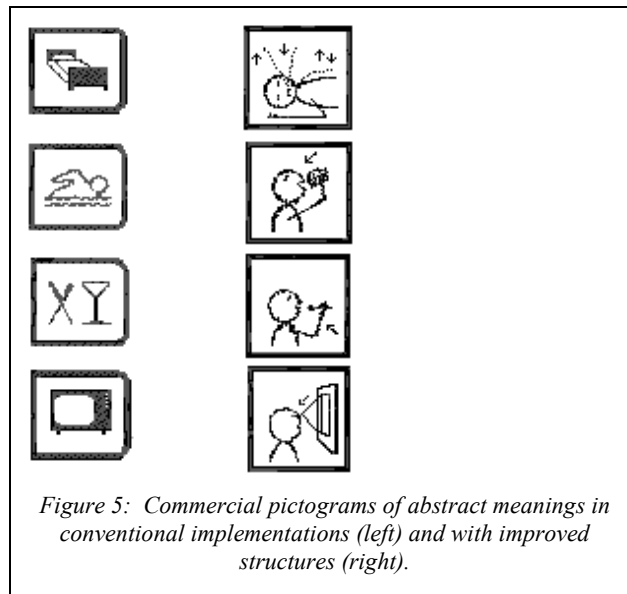 Figure 5:  Commercial pictograms of abstract meanings in
conventional implementations (left) and with improved
structures (right).